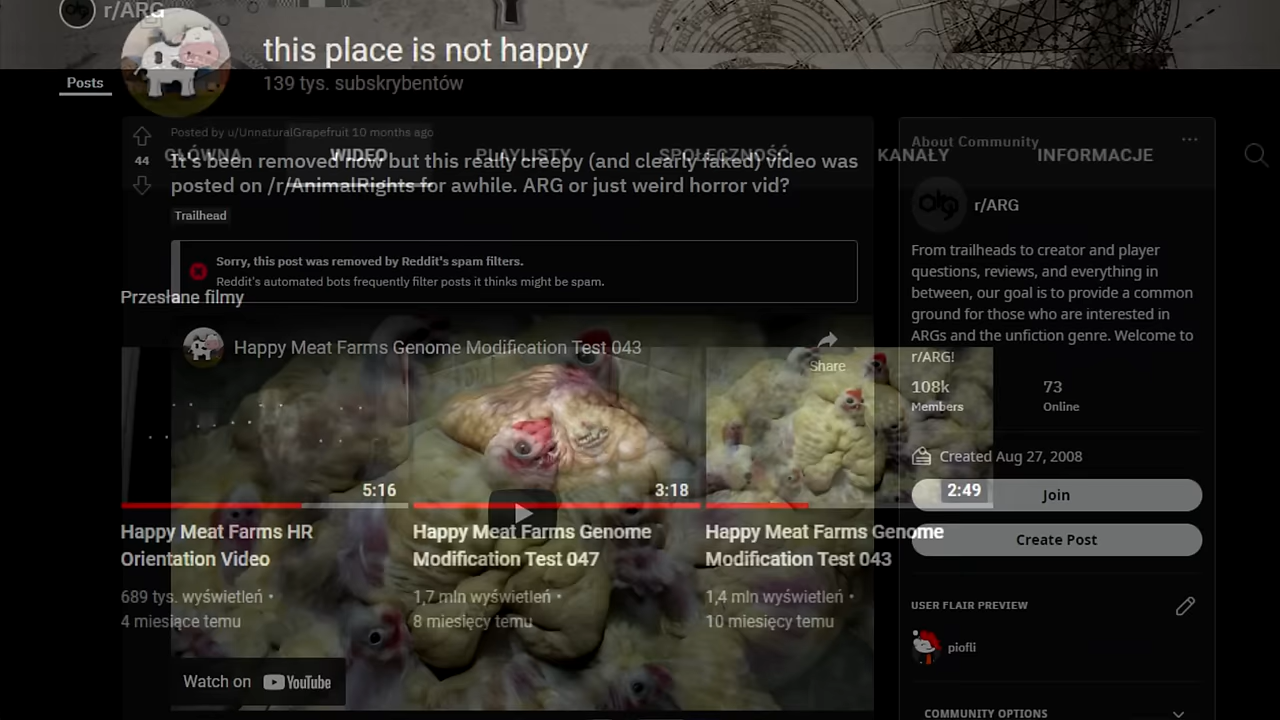 r/ARG
this place is not happy
139 tys. subskrybentów
Posts
Posted by u/UnnaturalGrapefruit 10 months ago
GŁÓWNA WIDEO PLAYLISTY SPOŁECZNOŚĆ KANAŁY INFORMACJE
44
It's been removed now but this really creepy (and clearly faked) video was
posted on /r/AnimalRights for awhile. ARG or just weird horror vid?
Trailhead
Sorry, this post was removed by Reddit's spam filters.
Reddit's automated bots frequently filter posts it thinks might be spam.
Przesłane filmy
Happy Meat Farms Genome Modification Test 043
Share
5:16
3:18
2:49
Happy Meat Farms HR
Orientation Video
689 tys. wyświetleń •
4 miesiące temu
Happy Meat Farms Genome
Modification Test 047
1,7 mln wyświetleń •
8 miesięcy temu
Happy Meat Farms Genome
Modification Test 043
1,4 mln wyświetleń •
10 miesięcy temu
Watch on YouTube
About Community
r/ARG
From trailheads to creator and player
questions, reviews, and everything in
between, our goal is to provide a common
ground for those who are interested in
ARGs and the unfiction genre. Welcome to
r/ARG!
108k 73
Members Online
Created Aug 27, 2008
Join
Create Post
USER FLAIR PREVIEW
piofli
COMMUNITY OPTIONS